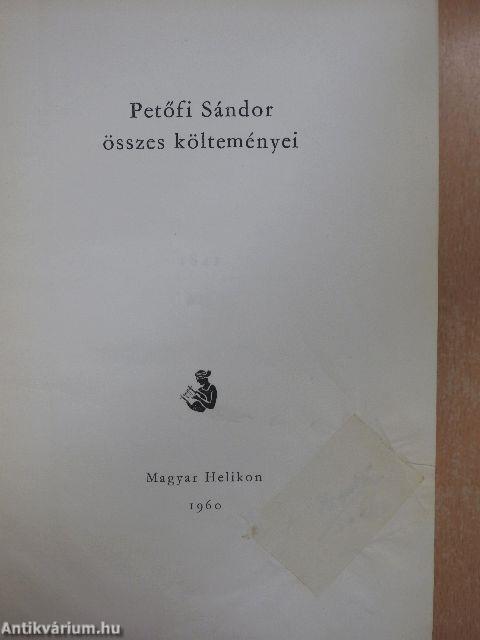 Petőfi Sándor
összes költeményei
Magyar Helikon
1960
Antikvárium.hu